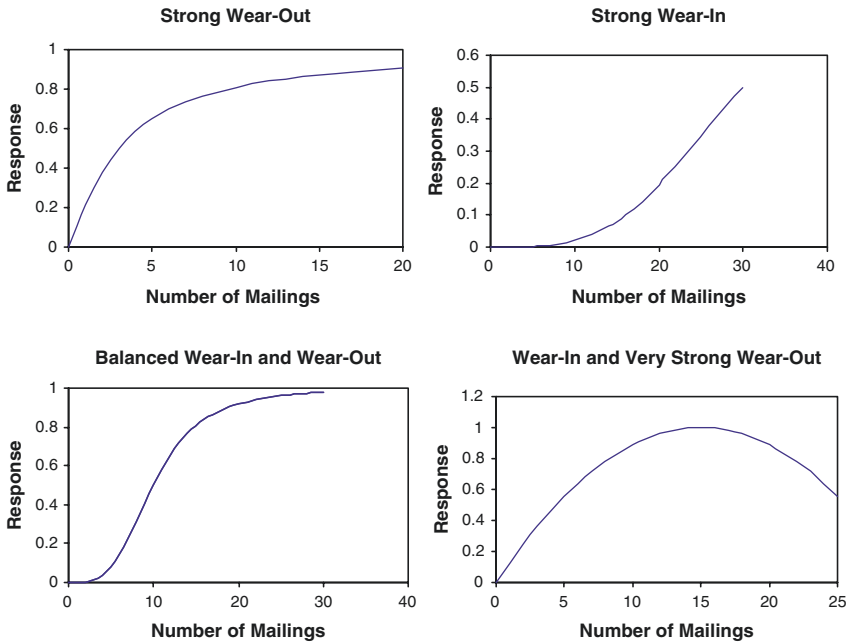 Strong Wear-Out
1
0.8
0.6
0.4
0.2
0
0 5 10 15 20
Response
Number of Mailings
Strong Wear-In
0.6
0.5
0.4
0.3
0.2
0.1
0
0 10 20 30 40
Response
Number of Mailings
Balanced Wear-In and Wear-Out
1
0.8
0.6
0.4
0.2
0
0 10 20 30 40
Response
Number of Mailings
Wear-In and Very Strong Wear-Out
1.2
1
0.8
0.6
0.4
0.2
0
0 5 10 15 20 25
Response
Number of Mailings